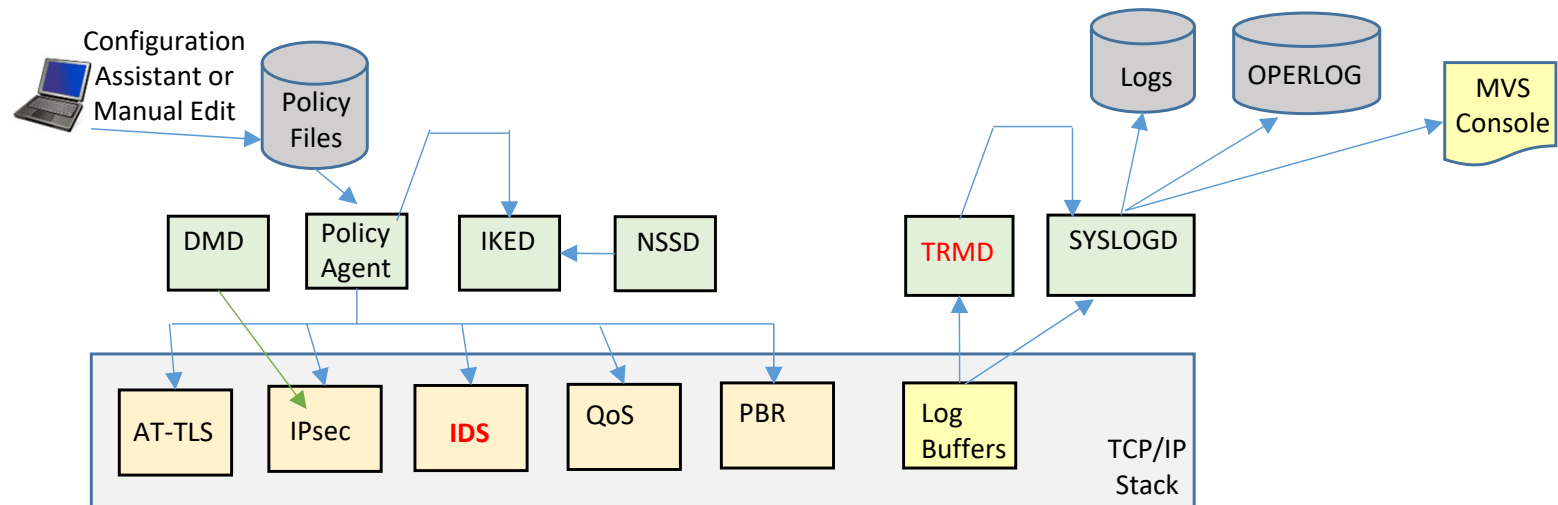 Configuration
Assistant or
Manual Edit
Policy
Files
Logs
OPERLOG
MVS
Console
DMD
Policy
Agent
IKED
NSSD
TRMD
SYSLOGD
AT-TLS
IPsec
IDS
QoS
PBR
Log
Buffers
TCP/IP
Stack